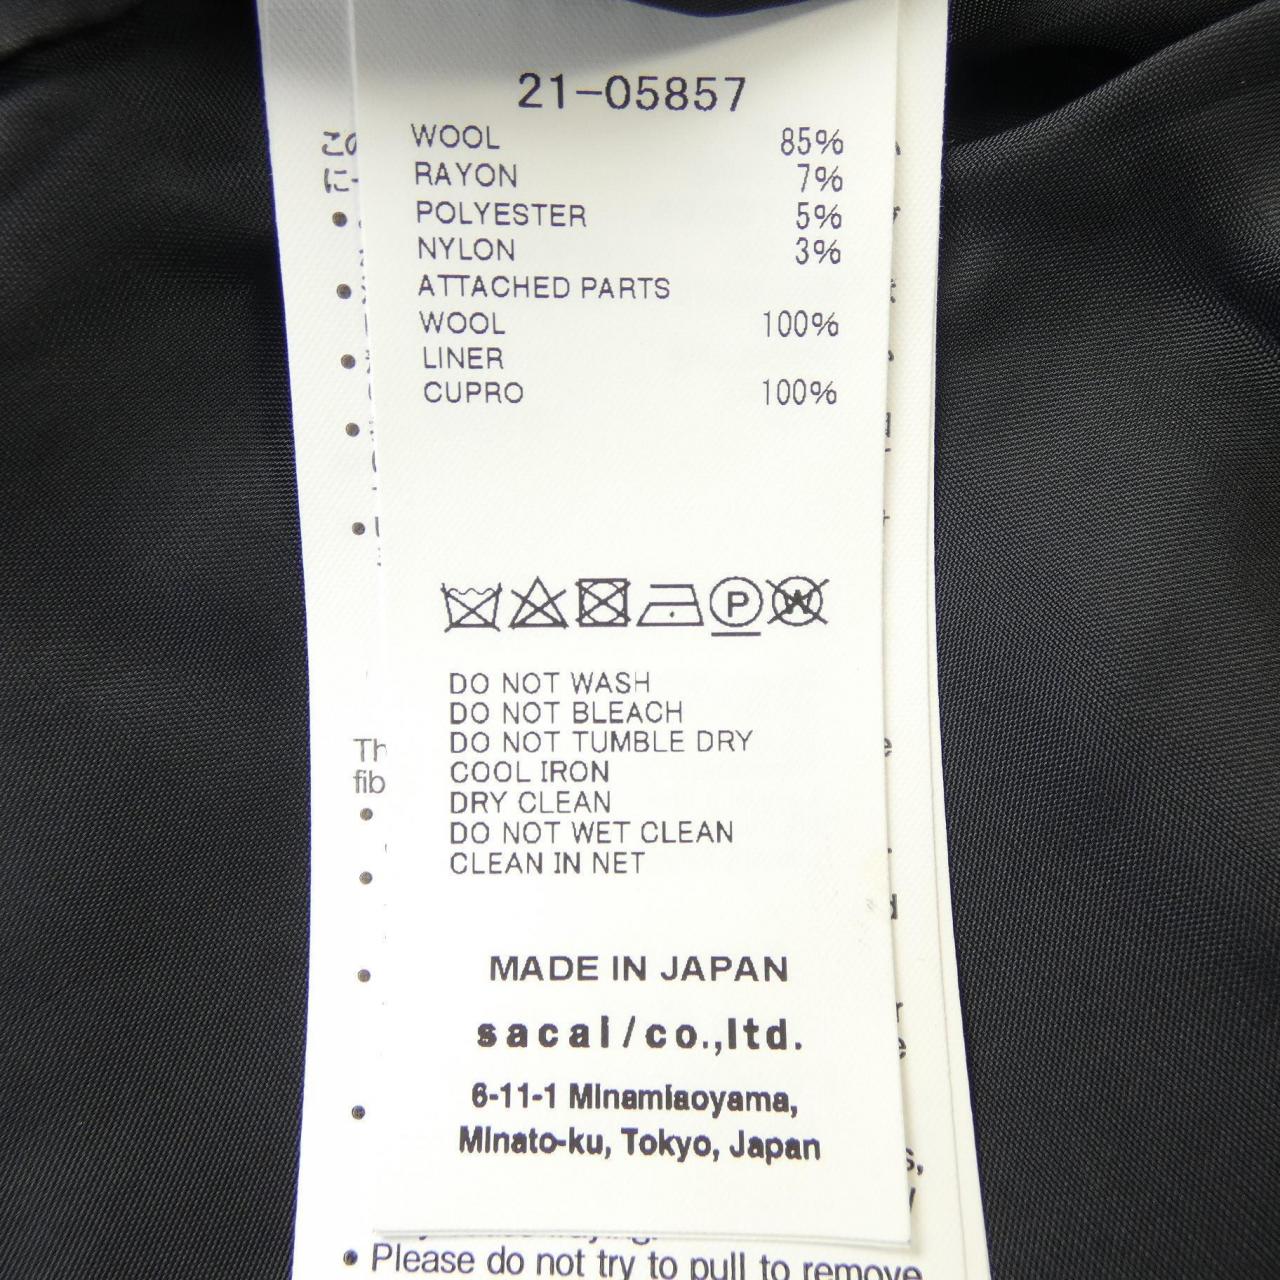 21-05857
WOOL 85%
RAYON 7%
POLYESTER 5%
NYLON 3%
ATTACHED PARTS
WOOL 100%
LINER
CUPRO 100%
P
W
DO NOT WASH
DO NOT BLEACH
DO NOT TUMBLE DRY
COOL IRON
DRY CLEAN
DO NOT WET CLEAN
CLEAN IN NET
MADE IN JAPAN
sacai/co.,ltd.
6-11-1 Minamiaoyama,
Minato-ku, Tokyo, Japan
この
• Please do not try to pull to remove